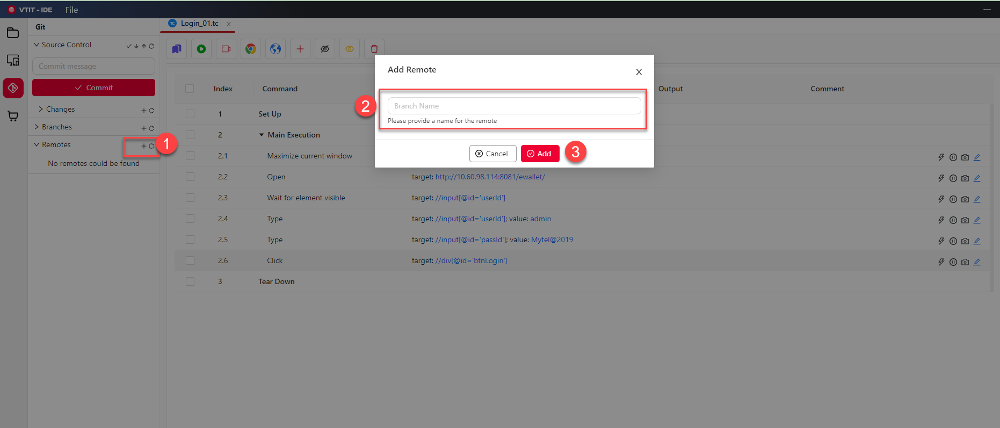 VTIT - IDE File
Git
Source Control
Commit message
Commit
Changes
Branches
Remotes
No remotes could be found
1
TC Login_01.tc x
Index Command Output Comment
1 Set Up
2 Main Execution
2.1 Maximize current window
2.2 Open target: http://10.60.98.114:8081/ewallet/
2.3 Wait for element visible target: //input[@id='userId']
2.4 Type target: //input[@id='userId']; value: admin
2.5 Type target: //input[@id='passId']; value: Mytel@2019
2.6 Click target: //div[@id='btnLogin']
3 Tear Down
Add Remote X
2
Branch Name
Please provide a name for the remote
Cancel Add
3